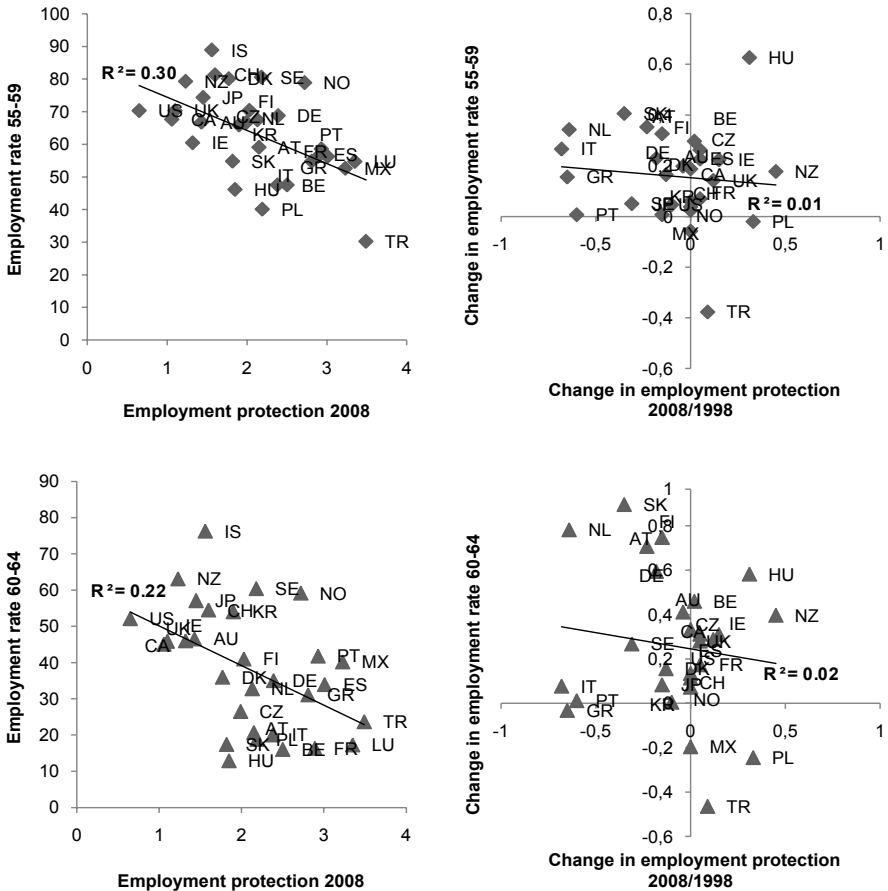 100
90
80
70
60
50
40
30
20
10
0
0 1 2 3 4
Employment rate 55-59
Employment protection 2008
R²= 0.30
IS
NZ
CH
DK
SE
NO
JP
US
UK
CA
AU
FI
CZ
NL
DE
KR
IE
SK
AT
PT
FR
ES
GR
LU
MX
HU
IT
BE
PL
TR
0,8
0,6
0,4
0,2
0
-0,2
-0,4
-0,6
-1 -0,5 0 0,5 1
Change in employment rate 55-59
Change in employment protection
2008/1998
R²= 0.01
HU
SK
AT
NL
FI
BE
CZ
IT
DE
AU
ES
IE
DK
GR
CA
UK
NZ
KR
CH
FR
SE
JP
US
PT
NO
PL
MX
TR
90
80
70
60
50
40
30
20
10
0
0 1 2 3 4
Employment rate 60-64
Employment protection 2008
R²= 0.22
IS
NZ
SE
NO
JP
CH
KR
US
UK
IE
CA
AU
FI
PT
MX
DK
NL
DE
ES
GR
CZ
TR
AT
PL
IT
SK
BE
FR
LU
HU
1
0,8
0,6
0,4
0,2
0
-0,2
-0,4
-0,6
-1 -0,5 0 0,5 1
Change in employment rate 60-64
Change in employment protection
2008/1998
R²= 0.02
SK
NL
FI
AT
DE
HU
AU
BE
NZ
CZ
IE
CA
UK
SE
ES
US
FR
DK
CH
IT
JP
PT
KR
NO
GR
MX
PL
TR